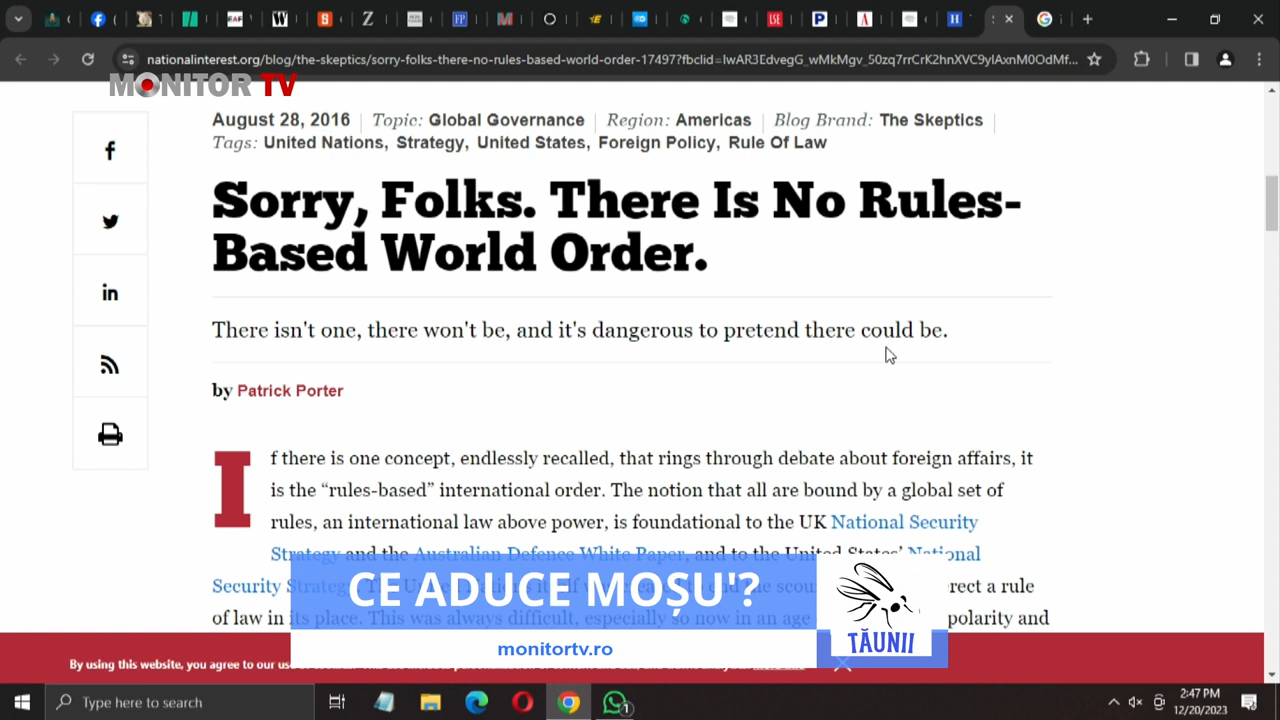 nationalinterest.org/blog/the-skeptics/sorry-folks-there-no-rules-based-world-order-17497?fbclid=IwAR3EdvegG_wMkMgv_50zq7rrCrK2hnXVC9ylAxnM0OdMf...
MONITOR TV
August 28, 2016 Topic: Global Governance Region: Americas Blog Brand: The Skeptics
Tags: United Nations, Strategy, United States, Foreign Policy, Rule Of Law
Sorry, Folks. There Is No Rules-
Based World Order.
There isn't one, there won't be, and it's dangerous to pretend there could be.
by Patrick Porter
If there is one concept, endlessly recalled, that rings through debate about foreign affairs, it
is the “rules-based” international order. The notion that all are bound by a global set of
rules, an international law above power, is foundational to the UK National Security
Strategy and the Australian Defence White Paper, and to the United States’ National
Security Strategy.
of law in its place. This was always difficult, especially so now in an age polarity and
CE ADUCE MOȘU'?
monitortv.ro
TĂUNII
By using this website, you agree to our use
Type here to search
1
2:47 PM
12/20/2023